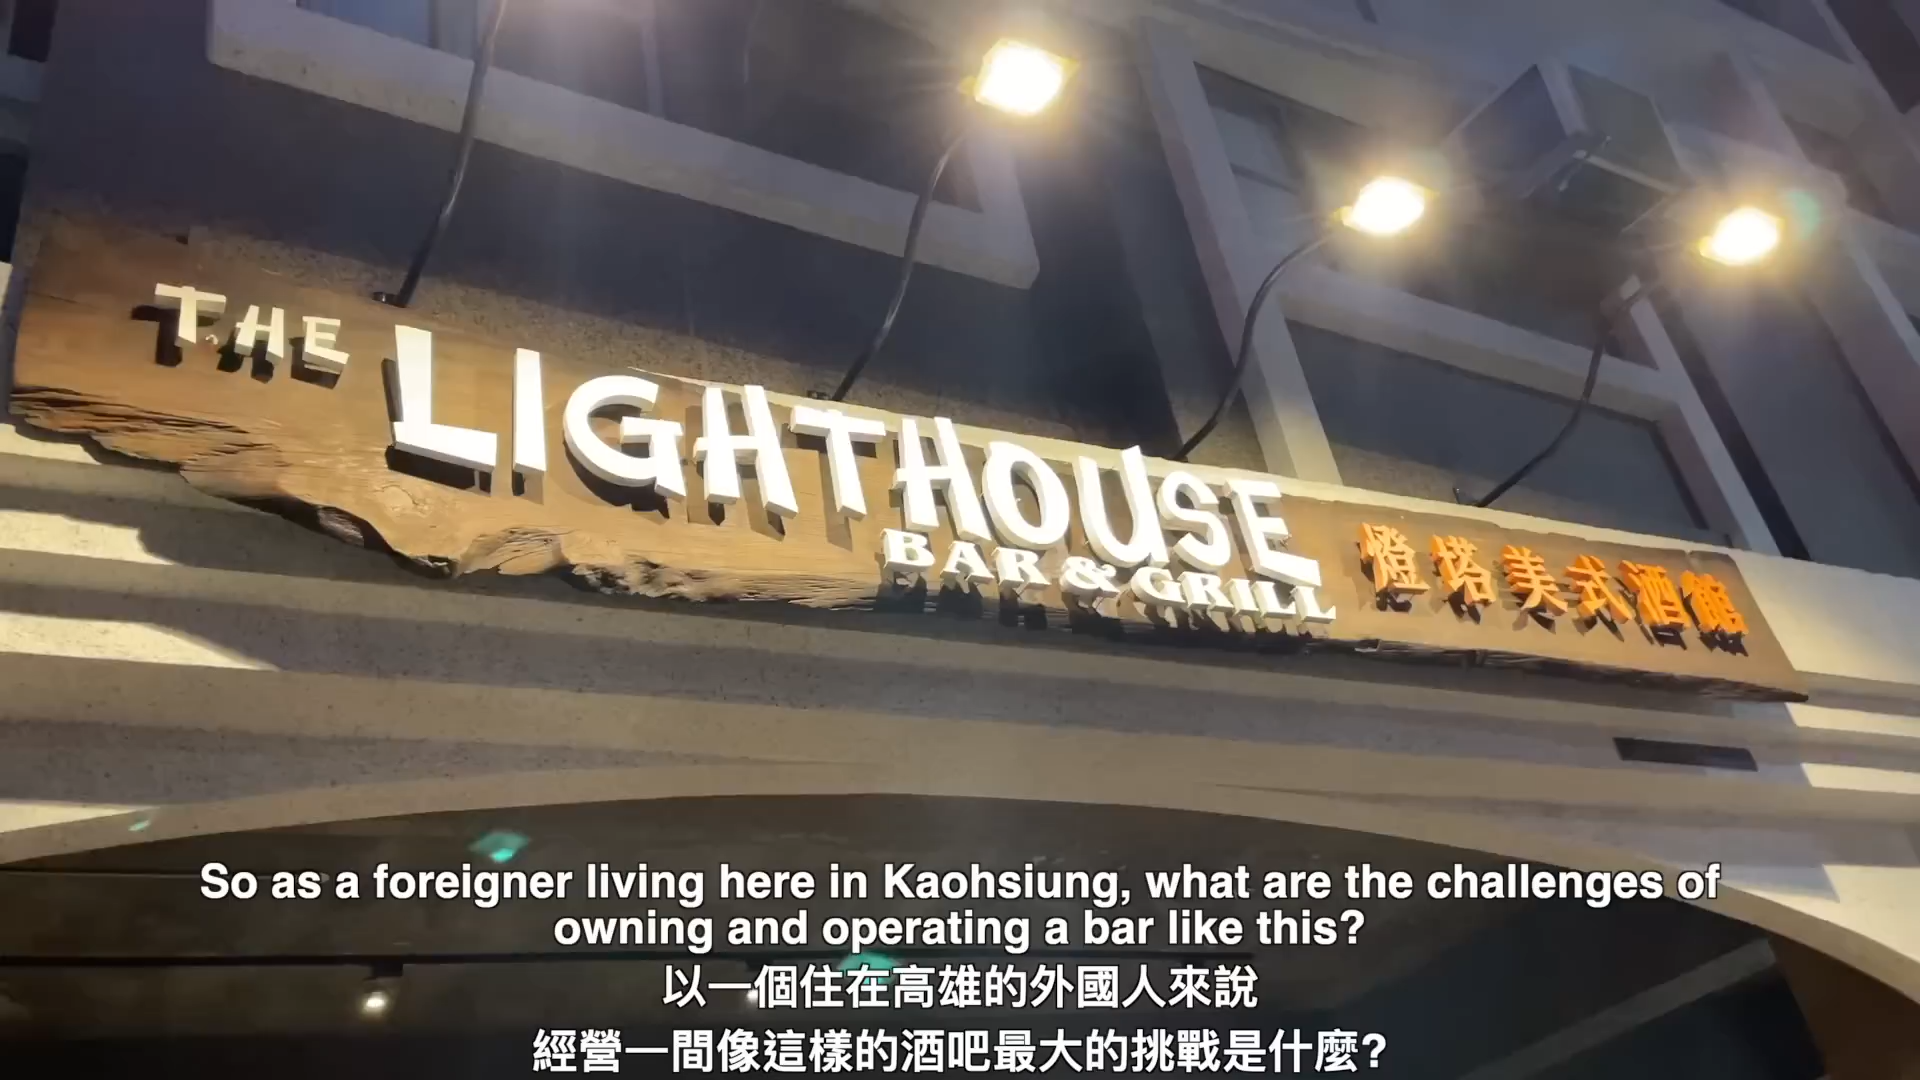 THE LIGHTHOUSE
BAR & GRILL
燈塔美式酒館
So as a foreigner living here in Kaohsiung, what are the challenges of
owning and operating a bar like this?
以一個住在高雄的外國人來說
經營一間像這樣的酒吧最大的挑戰是什麼?